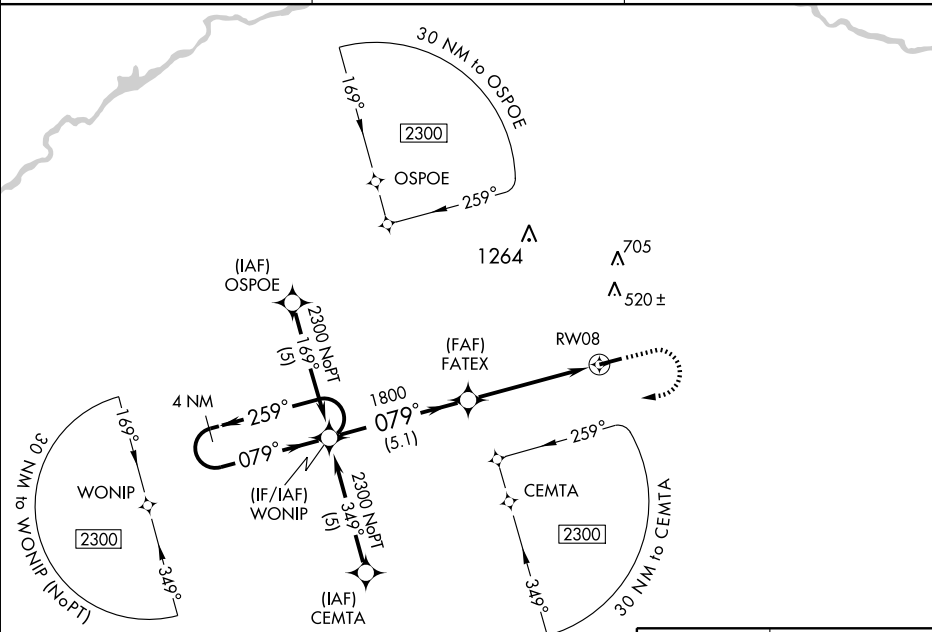 30 NM to OSPOE
169°
2300
OSPOE
259°
1264
705
520 ±
(IAF)
OSPOE
2300 NoPT
169°
(5)
(FAF)
FATEX
RW08
1800
079°
(5.1)
4 NM
259°
079°
(IF/IAF)
WONIP
2300 NoPT
349°
(5)
(IAF)
CEMTA
169°
WONIP
2300
349°
30 NM to WONIP (NoPT)
259°
CEMTA
2300
349°
30 NM to CEMTA